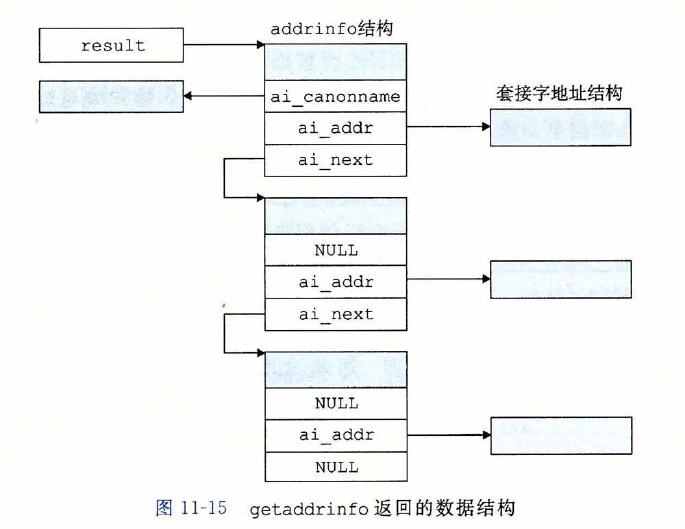 addrinfo结构
result
ai_canonname
套接字地址结构
ai_addr
ai_next
NULL
ai_addr
ai_next
NULL
ai_addr
NULL
图 11-15 getaddrinfo 返回的数据结构